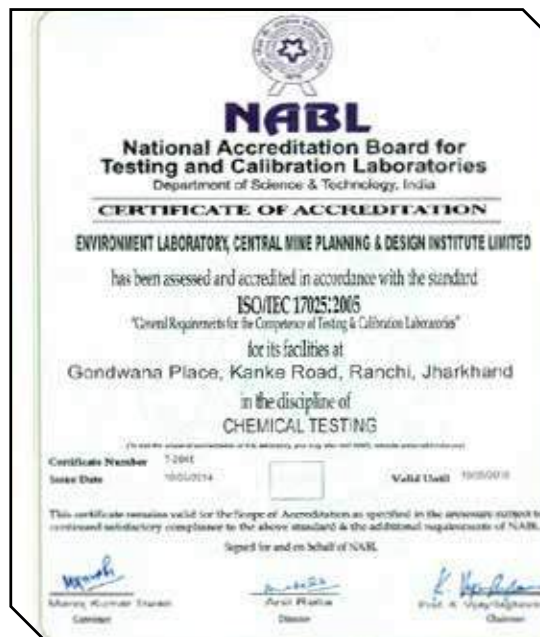 NABL
National Accreditation Board for
Testing and Calibration Laboratories
Department of Science & Technology, India
CERTIFICATE OF ACCREDITATION
ENVIRONMENT LABORATORY, CENTRAL MINE PLANNING & DESIGN INSTITUTE LIMITED
has been assessed and accredited in accordance with the standard
ISO/IEC 17025:2005
"General Requirements for the Competence of Testing & Calibration Laboratories"
for its facilities at
Gondwana Place, Kanke Road, Ranchi, Jharkhand
in the discipline of
CHEMICAL TESTING
Certificate Number
Issue Date
Valid Until
This certificate remains valid for the Scope of Accreditation as specified in the annexure subject to
continued satisfactory compliance to the above standard & the additional requirements of NABL.
Signed for and on behalf of NABL
Kumar
Anil Relia
Prof.
Convenor
Director
Chairman